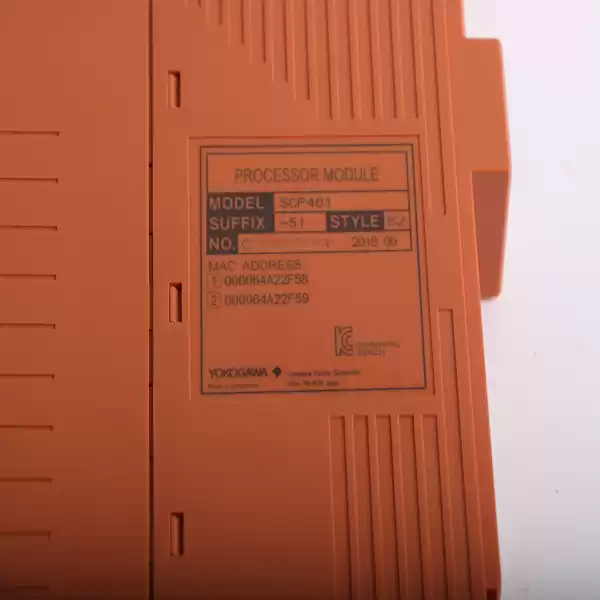 PROCESSOR MODULE
MODEL SCP401
SUFFIX -51 STYLE
NO. 2018.09
MAC ADDRESS
1 000064A22F58
2 000064A22F59
YOKOGAWA